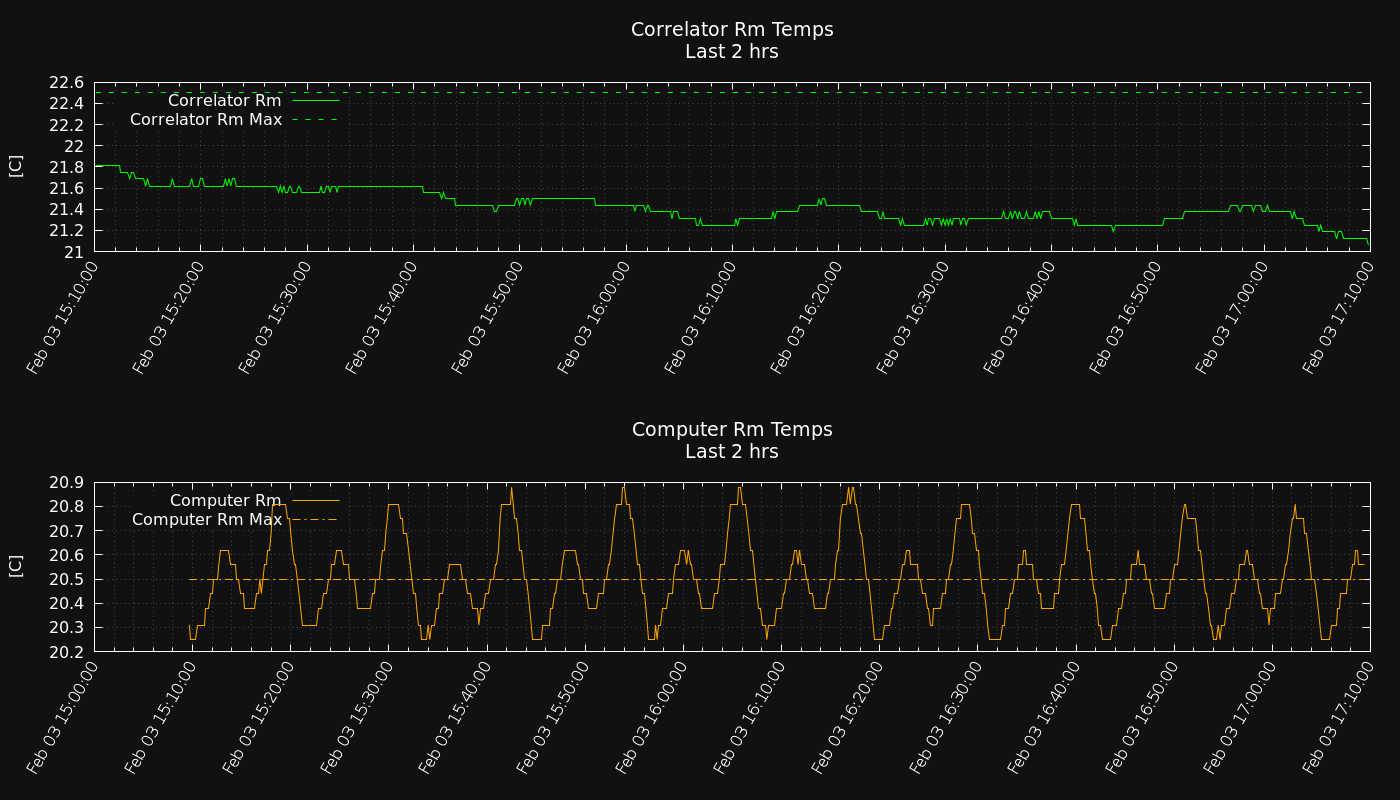 Correlator Rm Temps
Last 2 hrs
22.6
22.4
22.2
22
21.8
21.6
21.4
21.2
21
[C]
Correlator Rm
Correlator Rm Max
Feb 03 15:10:00
Feb 03 15:20:00
Feb 03 15:30:00
Feb 03 15:40:00
Feb 03 15:50:00
Feb 03 16:00:00
Feb 03 16:10:00
Feb 03 16:20:00
Feb 03 16:30:00
Feb 03 16:40:00
Feb 03 16:50:00
Feb 03 17:00:00
Feb 03 17:10:00
Computer Rm Temps
Last 2 hrs
20.9
20.8
20.7
20.6
20.5
20.4
20.3
20.2
[C]
Computer Rm
Computer Rm Max
Feb 03 15:00:00
Feb 03 15:10:00
Feb 03 15:20:00
Feb 03 15:30:00
Feb 03 15:40:00
Feb 03 15:50:00
Feb 03 16:00:00
Feb 03 16:10:00
Feb 03 16:20:00
Feb 03 16:30:00
Feb 03 16:40:00
Feb 03 16:50:00
Feb 03 17:00:00
Feb 03 17:10:00